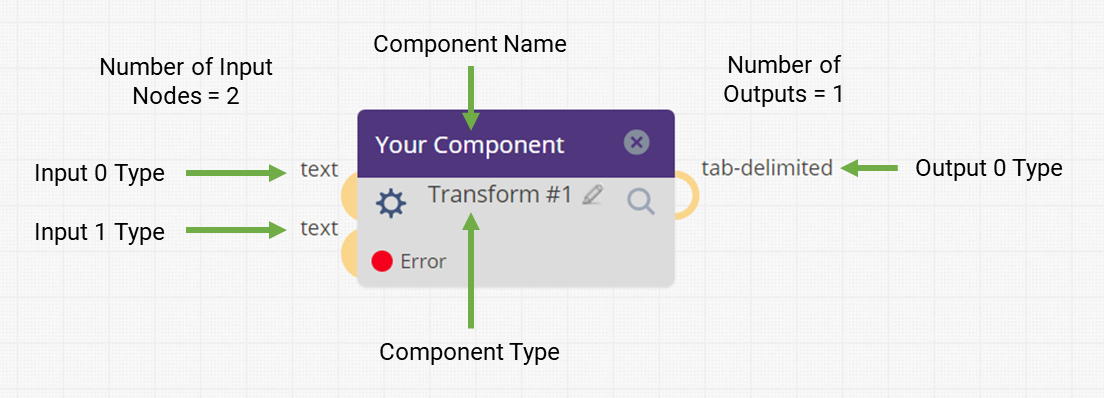 Component Name
Number of Input
Nodes = 2
Number of
Outputs = 1
Your Component
Input 0 Type
text
tab-delimited
Output 0 Type
Transform #1
Input 1 Type
text
Error
Component Type